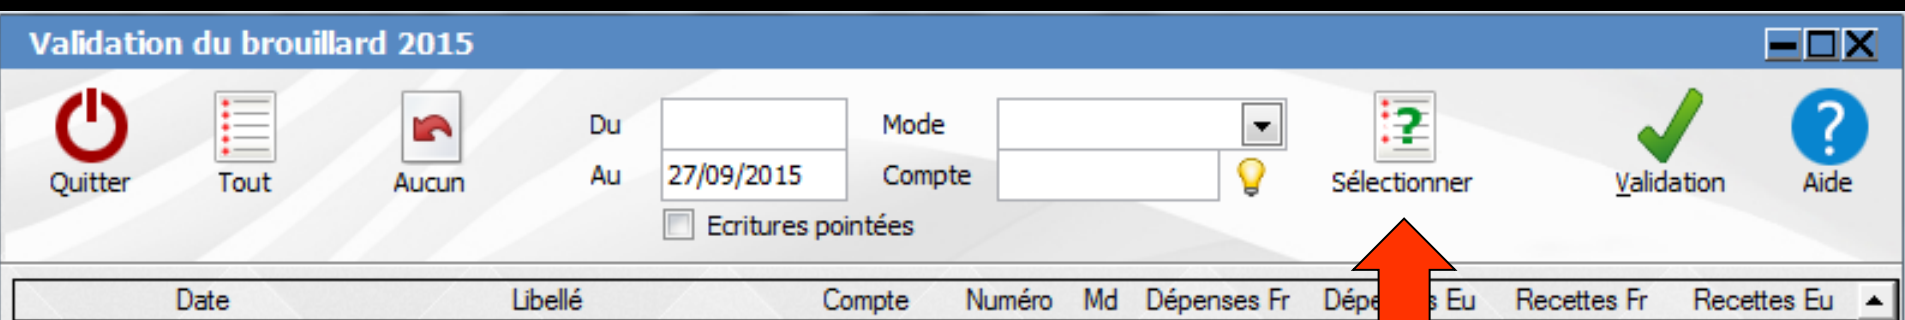 Validation du brouillard 2015
Du Mode
Quitter Tout Aucun Au 27/09/2015 Compte Sélectionner Validation Aide
Ecritures pointées
Date Libellé Compte Numéro Md Dépenses Fr Eu Recettes Fr Recettes Eu